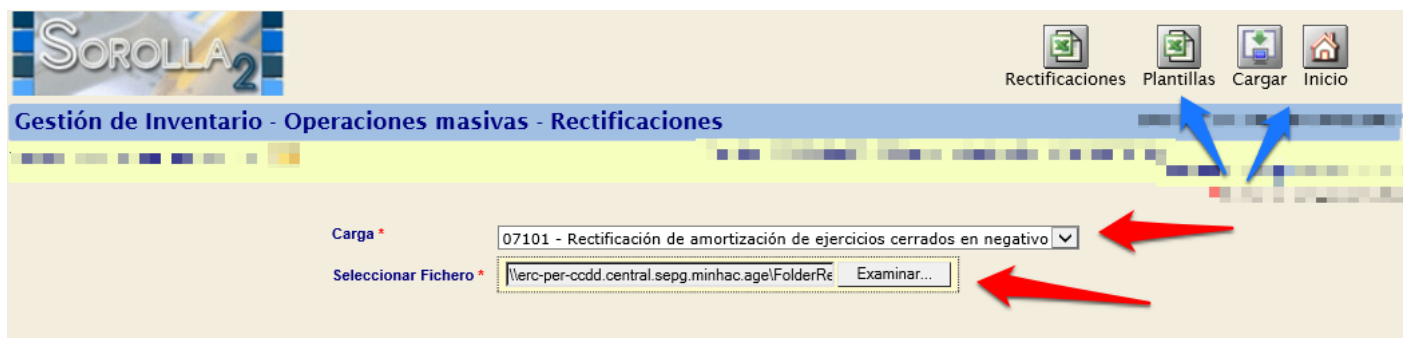 SOROLLA2
Rectificaciones Plantillas Cargar Inicio
Gestión de Inventario - Operaciones masivas - Rectificaciones
Carga * 07101 - Rectificación de amortización de ejercicios cerrados en negativo
Seleccionar Fichero * \\erc-per-ccdd.central.sepg.minhac.age\FolderRe Examinar...